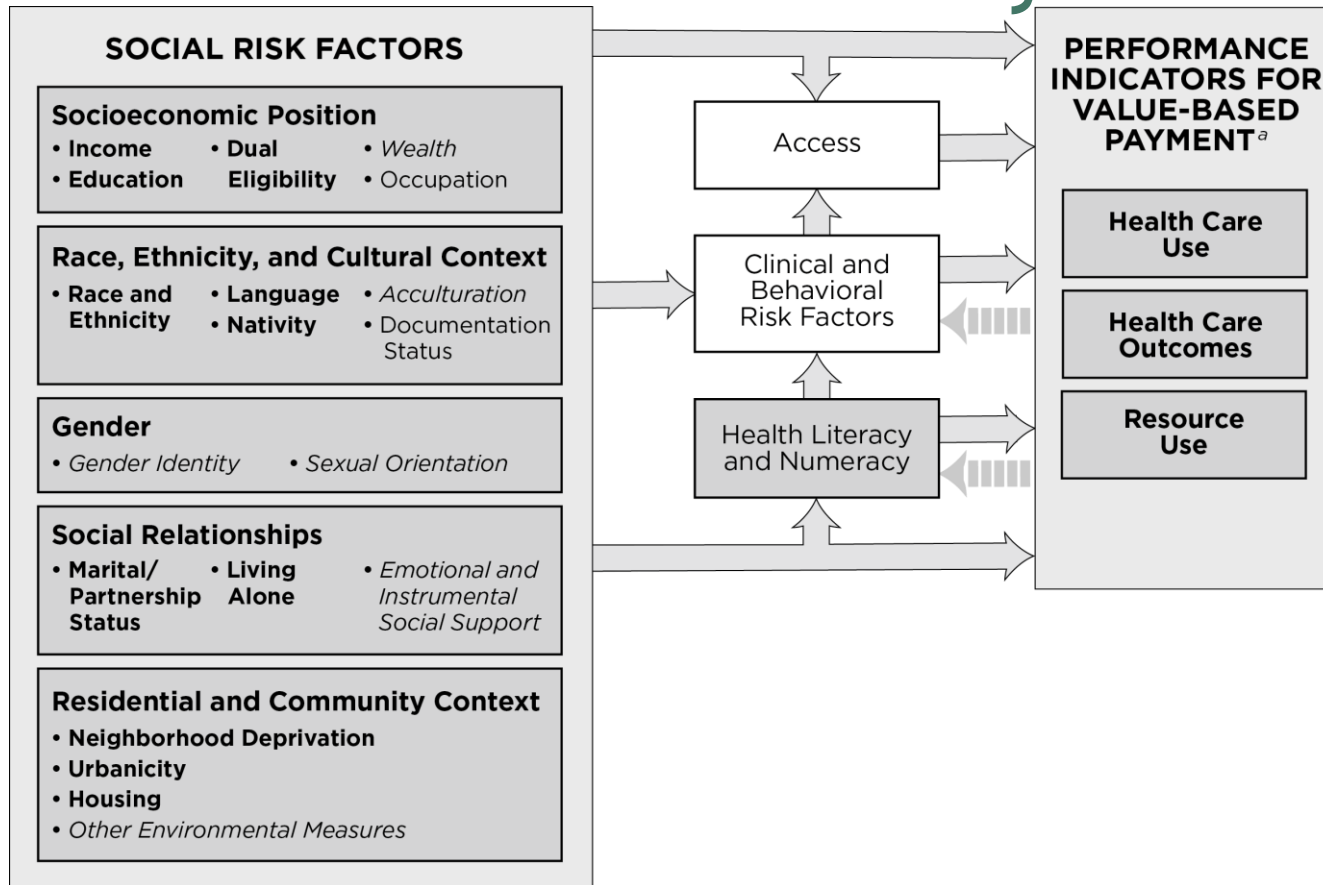 SOCIAL RISK FACTORS
Socioeconomic Position
• Income • Dual • Wealth
• Education Eligibility • Occupation
Race, Ethnicity, and Cultural Context
• Race and • Language • Acculturation
Ethnicity • Nativity • Documentation
Status
Gender
• Gender Identity • Sexual Orientation
Social Relationships
• Marital/ • Living • Emotional and
Partnership Alone Instrumental
Status Social Support
Residential and Community Context
• Neighborhood Deprivation
• Urbanicity
• Housing
• Other Environmental Measures
Access
Clinical and
Behavioral
Risk Factors
Health Literacy
and Numeracy
PERFORMANCE
INDICATORS FOR
VALUE-BASED
PAYMENTa
Health Care
Use
Health Care
Outcomes
Resource
Use